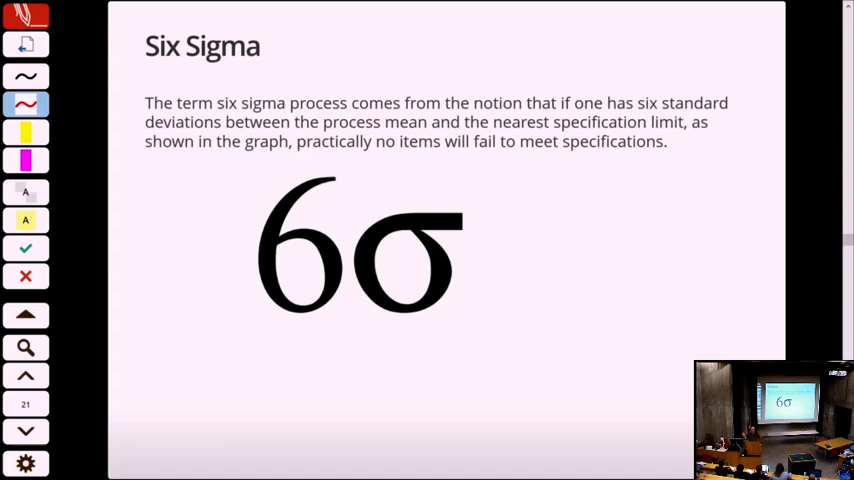 Six Sigma
The term six sigma process comes from the notion that if one has six standard
deviations between the process mean and the nearest specification limit, as
shown in the graph, practically no items will fail to meet specifications.
6σ
A
A
21
6σ